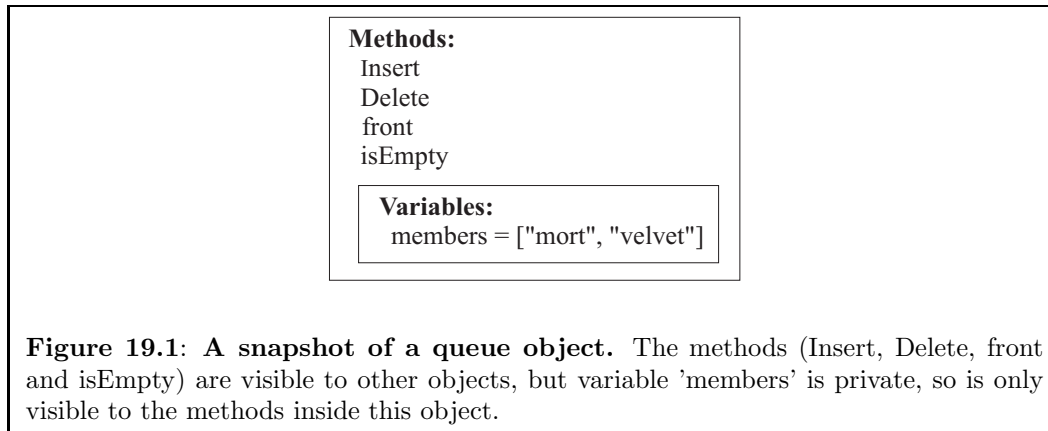 Methods:
Insert
Delete
front
isEmpty
Variables:
members = ["mort", "velvet"]
Figure 19.1: A snapshot of a queue object. The methods (Insert, Delete, front
and isEmpty) are visible to other objects, but variable 'members' is private, so is only
visible to the methods inside this object.